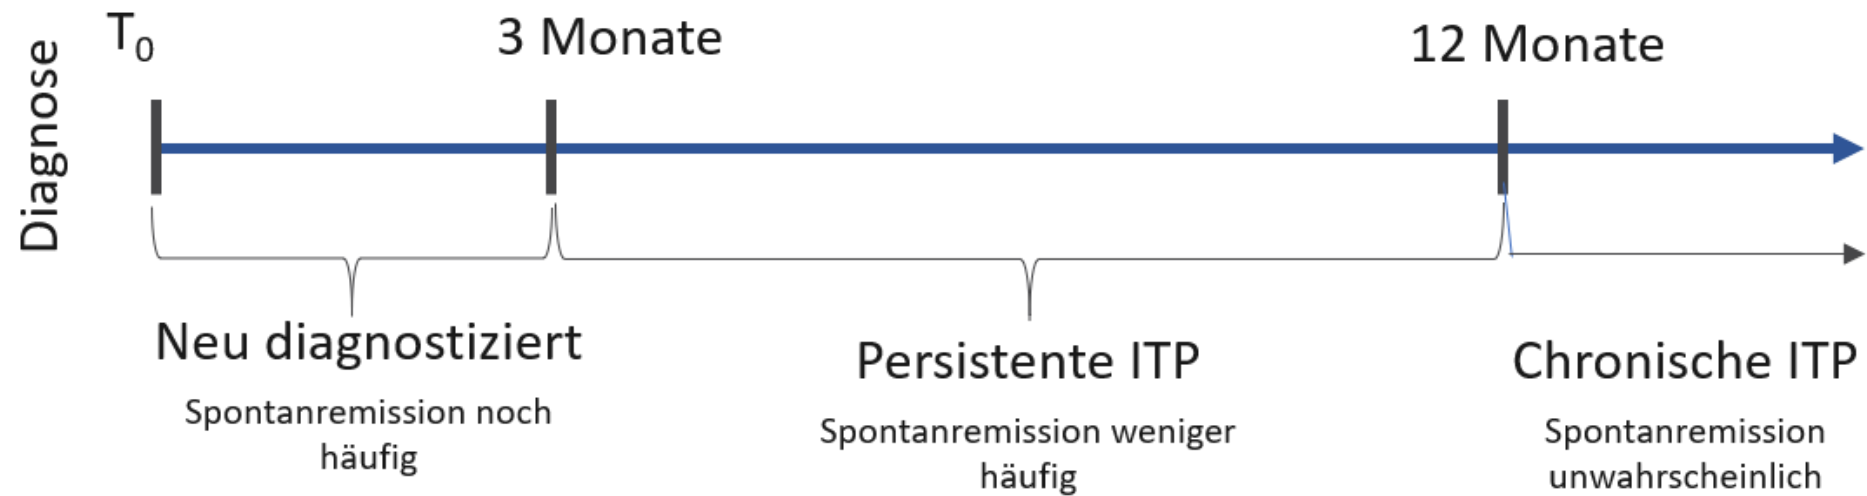 Diagnose
T0
3 Monate
12 Monate
Neu diagnostiziert
Spontanremission noch
häufig
Persistente ITP
Spontanremission weniger
häufig
Chronische ITP
Spontanremission
unwahrscheinlich